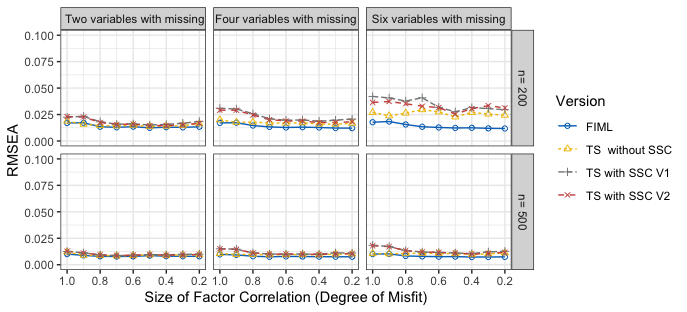 Two variables with missing
Four variables with missing
Six variables with missing
0.100
0.075
0.050
0.025
0.000
n= 200
0.100
0.075
0.050
0.025
0.000
n= 500
RMSEA
1.0 0.8 0.6 0.4 0.2
1.0 0.8 0.6 0.4 0.2
1.0 0.8 0.6 0.4 0.2
Size of Factor Correlation (Degree of Misfit)
Version
FIML
TS without SSC
TS with SSC V1
TS with SSC V2